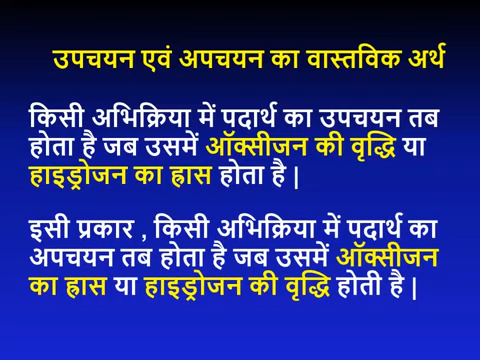 उपचयन एवं अपचयन का वास्तविक अर्थ
किसी अभिक्रिया में पदार्थ का उपचयन तब
होता है जब उसमें ऑक्सीजन की वृद्धि या
हाइड्रोजन का ह्रास होता है |
इसी प्रकार , किसी अभिक्रिया में पदार्थ का
अपचयन तब होता है जब उसमें ऑक्सीजन
का ह्रास या हाइड्रोजन की वृद्धि होती है |